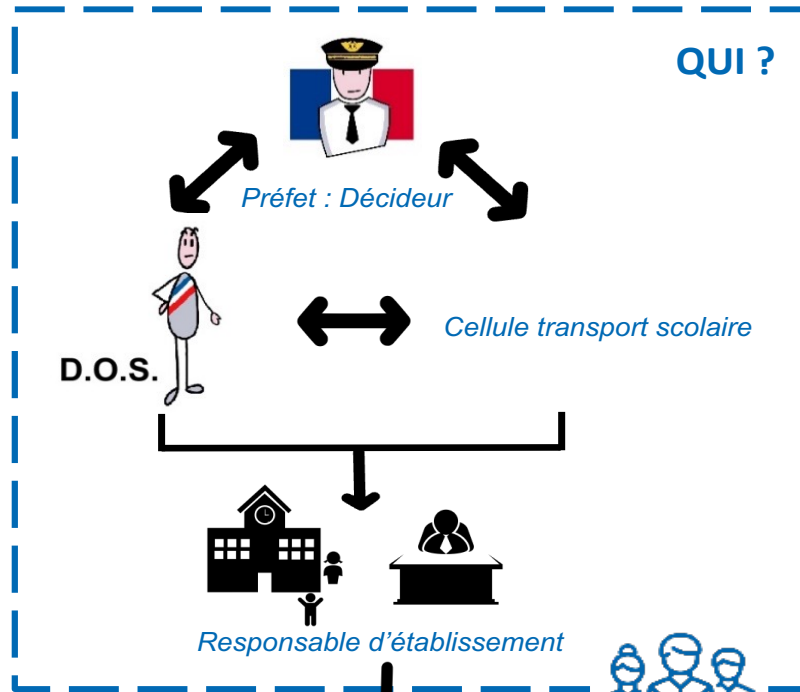 QUI ?
Préfet : Décideur
Cellule transport scolaire
D.O.S.
Responsable d'établissement